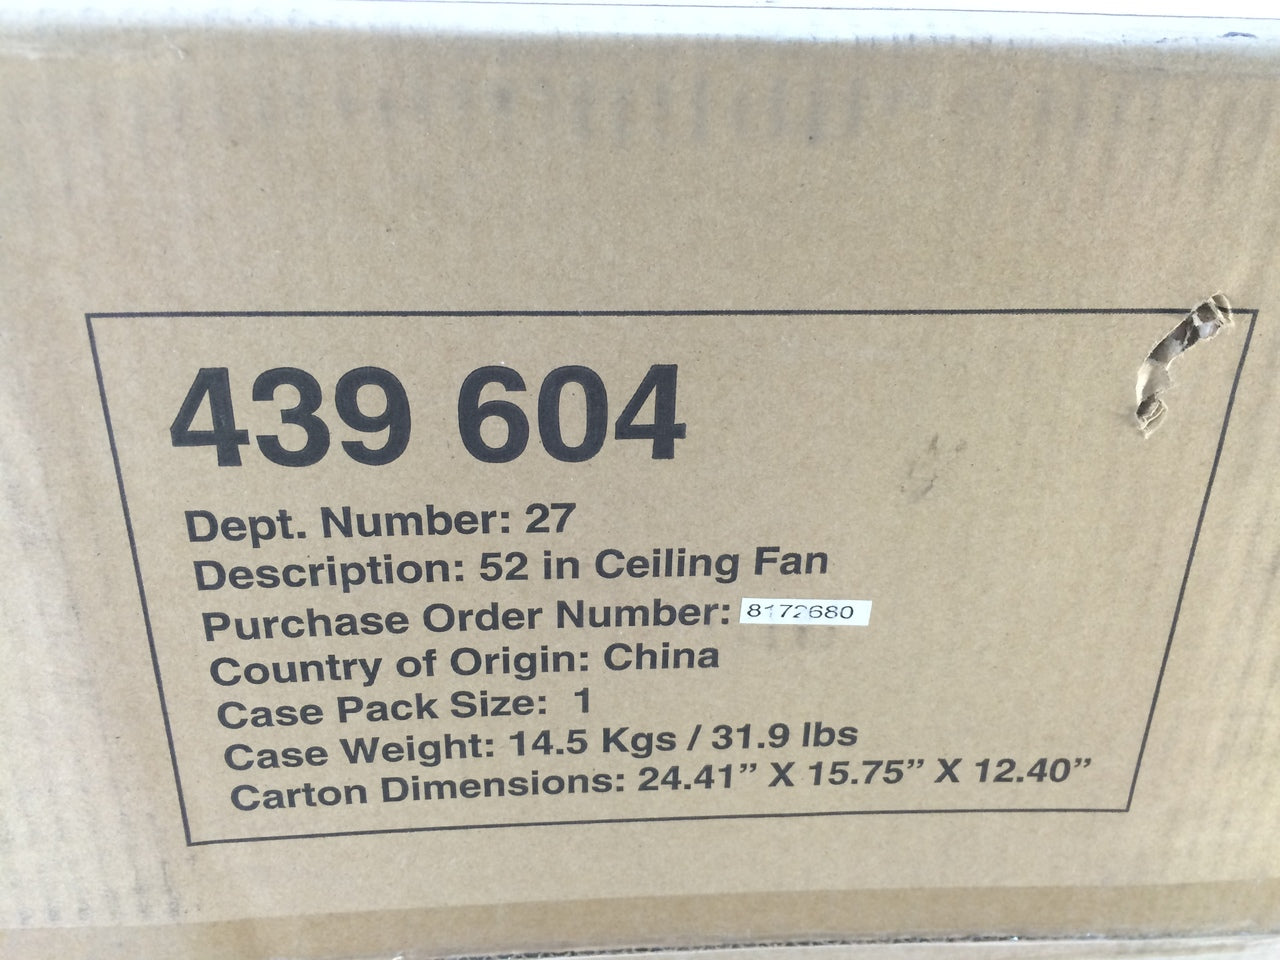 439 604
Dept. Number: 27
Description: 52 in Ceiling Fan
Purchase Order Number: 8172680
Country of Origin: China
Case Pack Size: 1
Case Weight: 14.5 Kgs / 31.9 lbs
Carton Dimensions: 24.41” X 15.75” X 12.40”